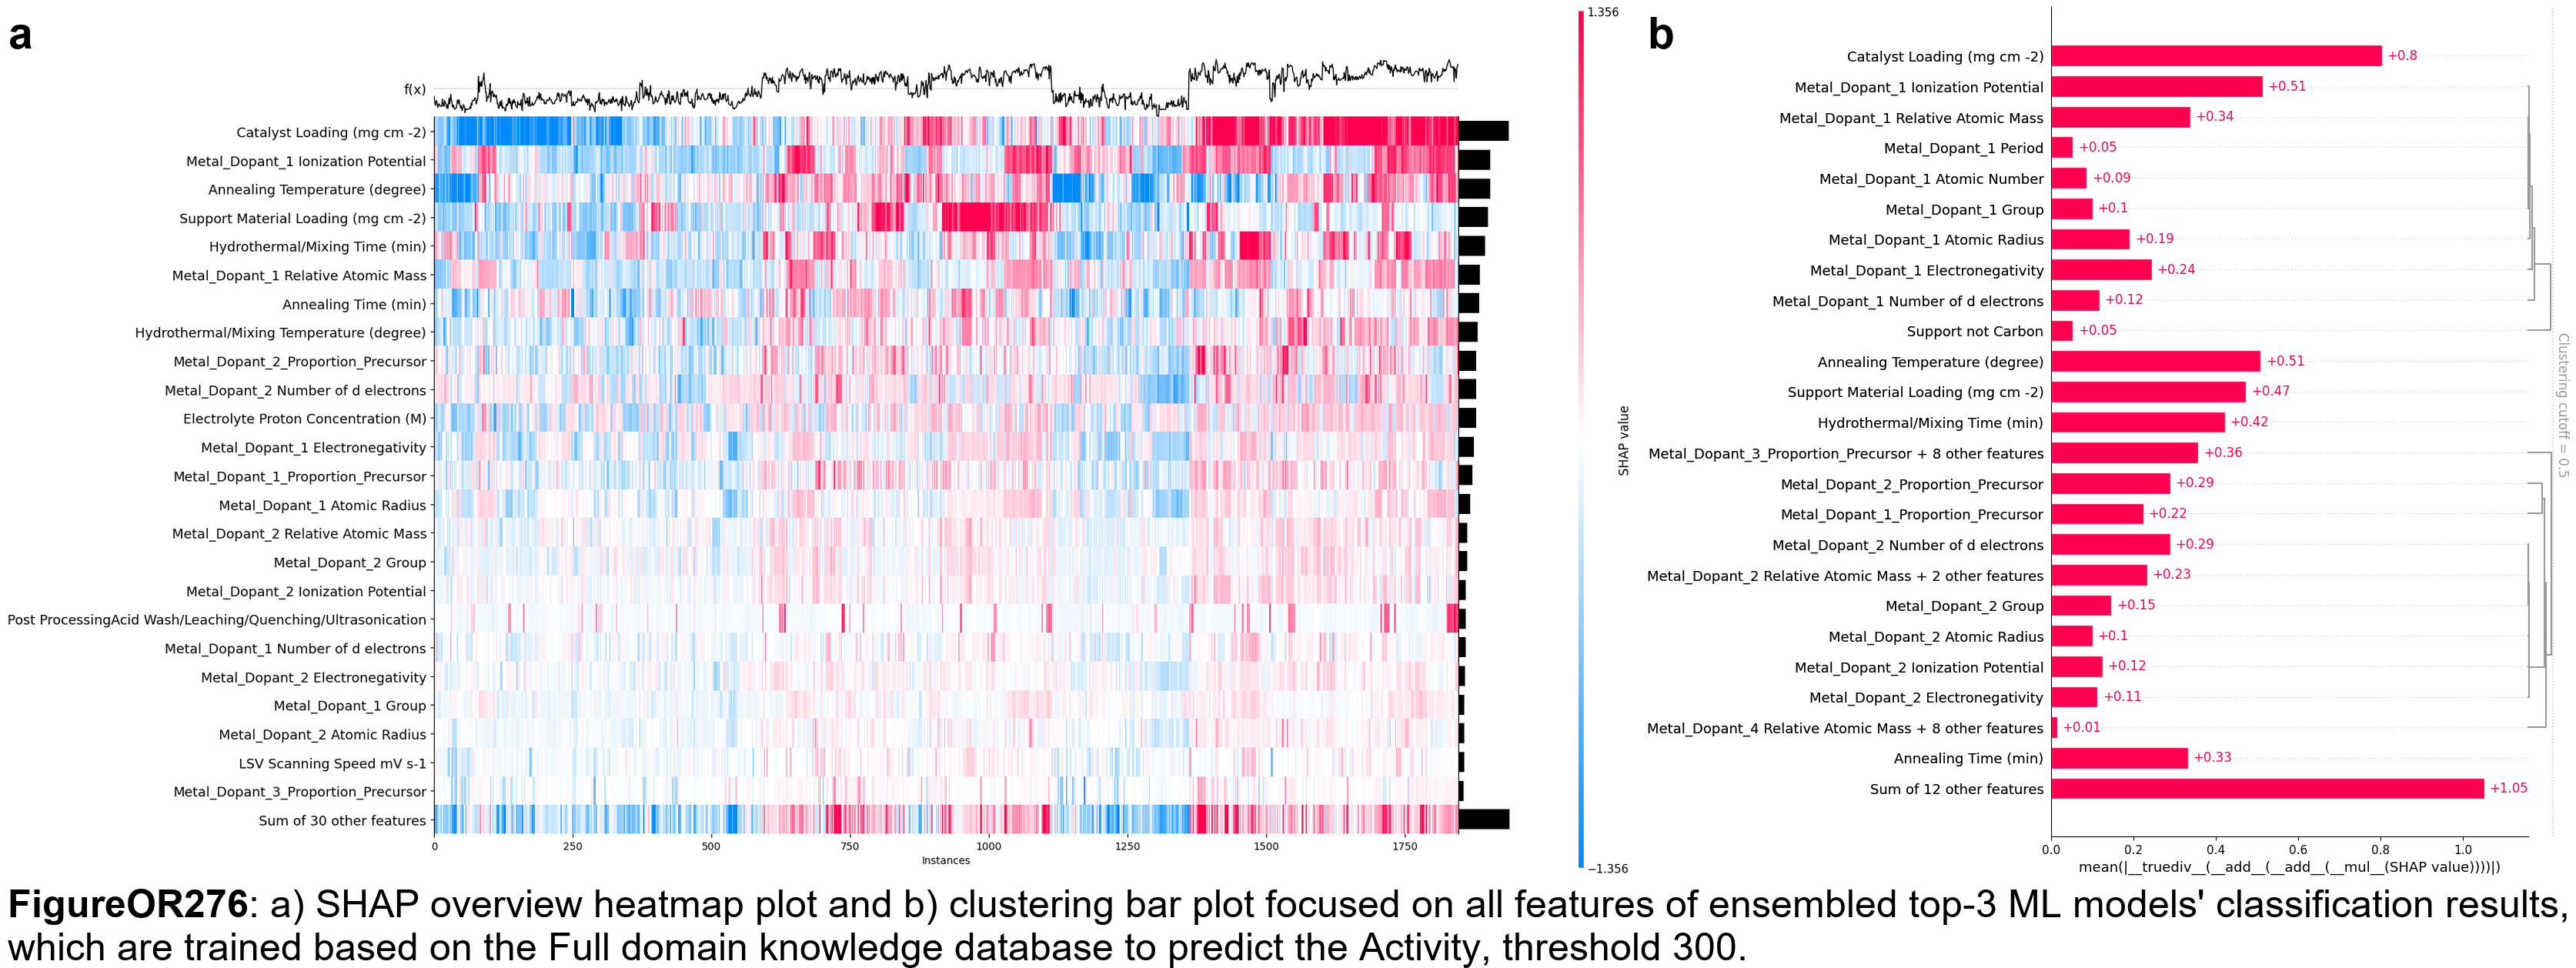 a
f(x)
Catalyst Loading (mg cm -2)
Metal_Dopant_1 Ionization Potential
Annealing Temperature (degree)
Support Material Loading (mg cm -2)
Hydrothermal/Mixing Time (min)
Metal_Dopant_1 Relative Atomic Mass
Annealing Time (min)
Hydrothermal/Mixing Temperature (degree)
Metal_Dopant_2_Proportion_Precursor
Metal_Dopant_2 Number of d electrons
Electrolyte Proton Concentration (M)
Metal_Dopant_1 Electronegativity
Metal_Dopant_1_Proportion_Precursor
Metal_Dopant_1 Atomic Radius
Metal_Dopant_2 Relative Atomic Mass
Metal_Dopant_2 Group
Metal_Dopant_2 Ionization Potential
Post ProcessingAcid Wash/Leaching/Quenching/Ultrasonication
Metal_Dopant_1 Number of d electrons
Metal_Dopant_2 Electronegativity
Metal_Dopant_1 Group
Metal_Dopant_2 Atomic Radius
LSV Scanning Speed mV s-1
Metal_Dopant_3_Proportion_Precursor
Sum of 30 other features
0 250 500 750 1000 1250 1500 1750
Instances
1.356
SHAP value
−1.356
b
Catalyst Loading (mg cm -2) +0.8
Metal_Dopant_1 Ionization Potential +0.51
Metal_Dopant_1 Relative Atomic Mass +0.34
Metal_Dopant_1 Period +0.05
Metal_Dopant_1 Atomic Number +0.09
Metal_Dopant_1 Group +0.1
Metal_Dopant_1 Atomic Radius +0.19
Metal_Dopant_1 Electronegativity +0.24
Metal_Dopant_1 Number of d electrons +0.12
Support not Carbon +0.05
Annealing Temperature (degree) +0.51
Support Material Loading (mg cm -2) +0.47
Hydrothermal/Mixing Time (min) +0.42
Metal_Dopant_3_Proportion_Precursor + 8 other features +0.36
Metal_Dopant_2_Proportion_Precursor +0.29
Metal_Dopant_1_Proportion_Precursor +0.22
Metal_Dopant_2 Number of d electrons +0.29
Metal_Dopant_2 Relative Atomic Mass + 2 other features +0.23
Metal_Dopant_2 Group +0.15
Metal_Dopant_2 Atomic Radius +0.1
Metal_Dopant_2 Ionization Potential +0.12
Metal_Dopant_2 Electronegativity +0.11
Metal_Dopant_4 Relative Atomic Mass + 8 other features +0.01
Annealing Time (min) +0.33
Sum of 12 other features +1.05
0.0 0.2 0.4 0.6 0.8 1.0
mean(|__truediv__(__add__(__add__(__mul__(SHAP value))))|)
Clustering cutoff = 0.5
FigureOR276: a) SHAP overview heatmap plot and b) clustering bar plot focused on all features of ensembled top-3 ML models' classification results,
which are trained based on the Full domain knowledge database to predict the Activity, threshold 300.